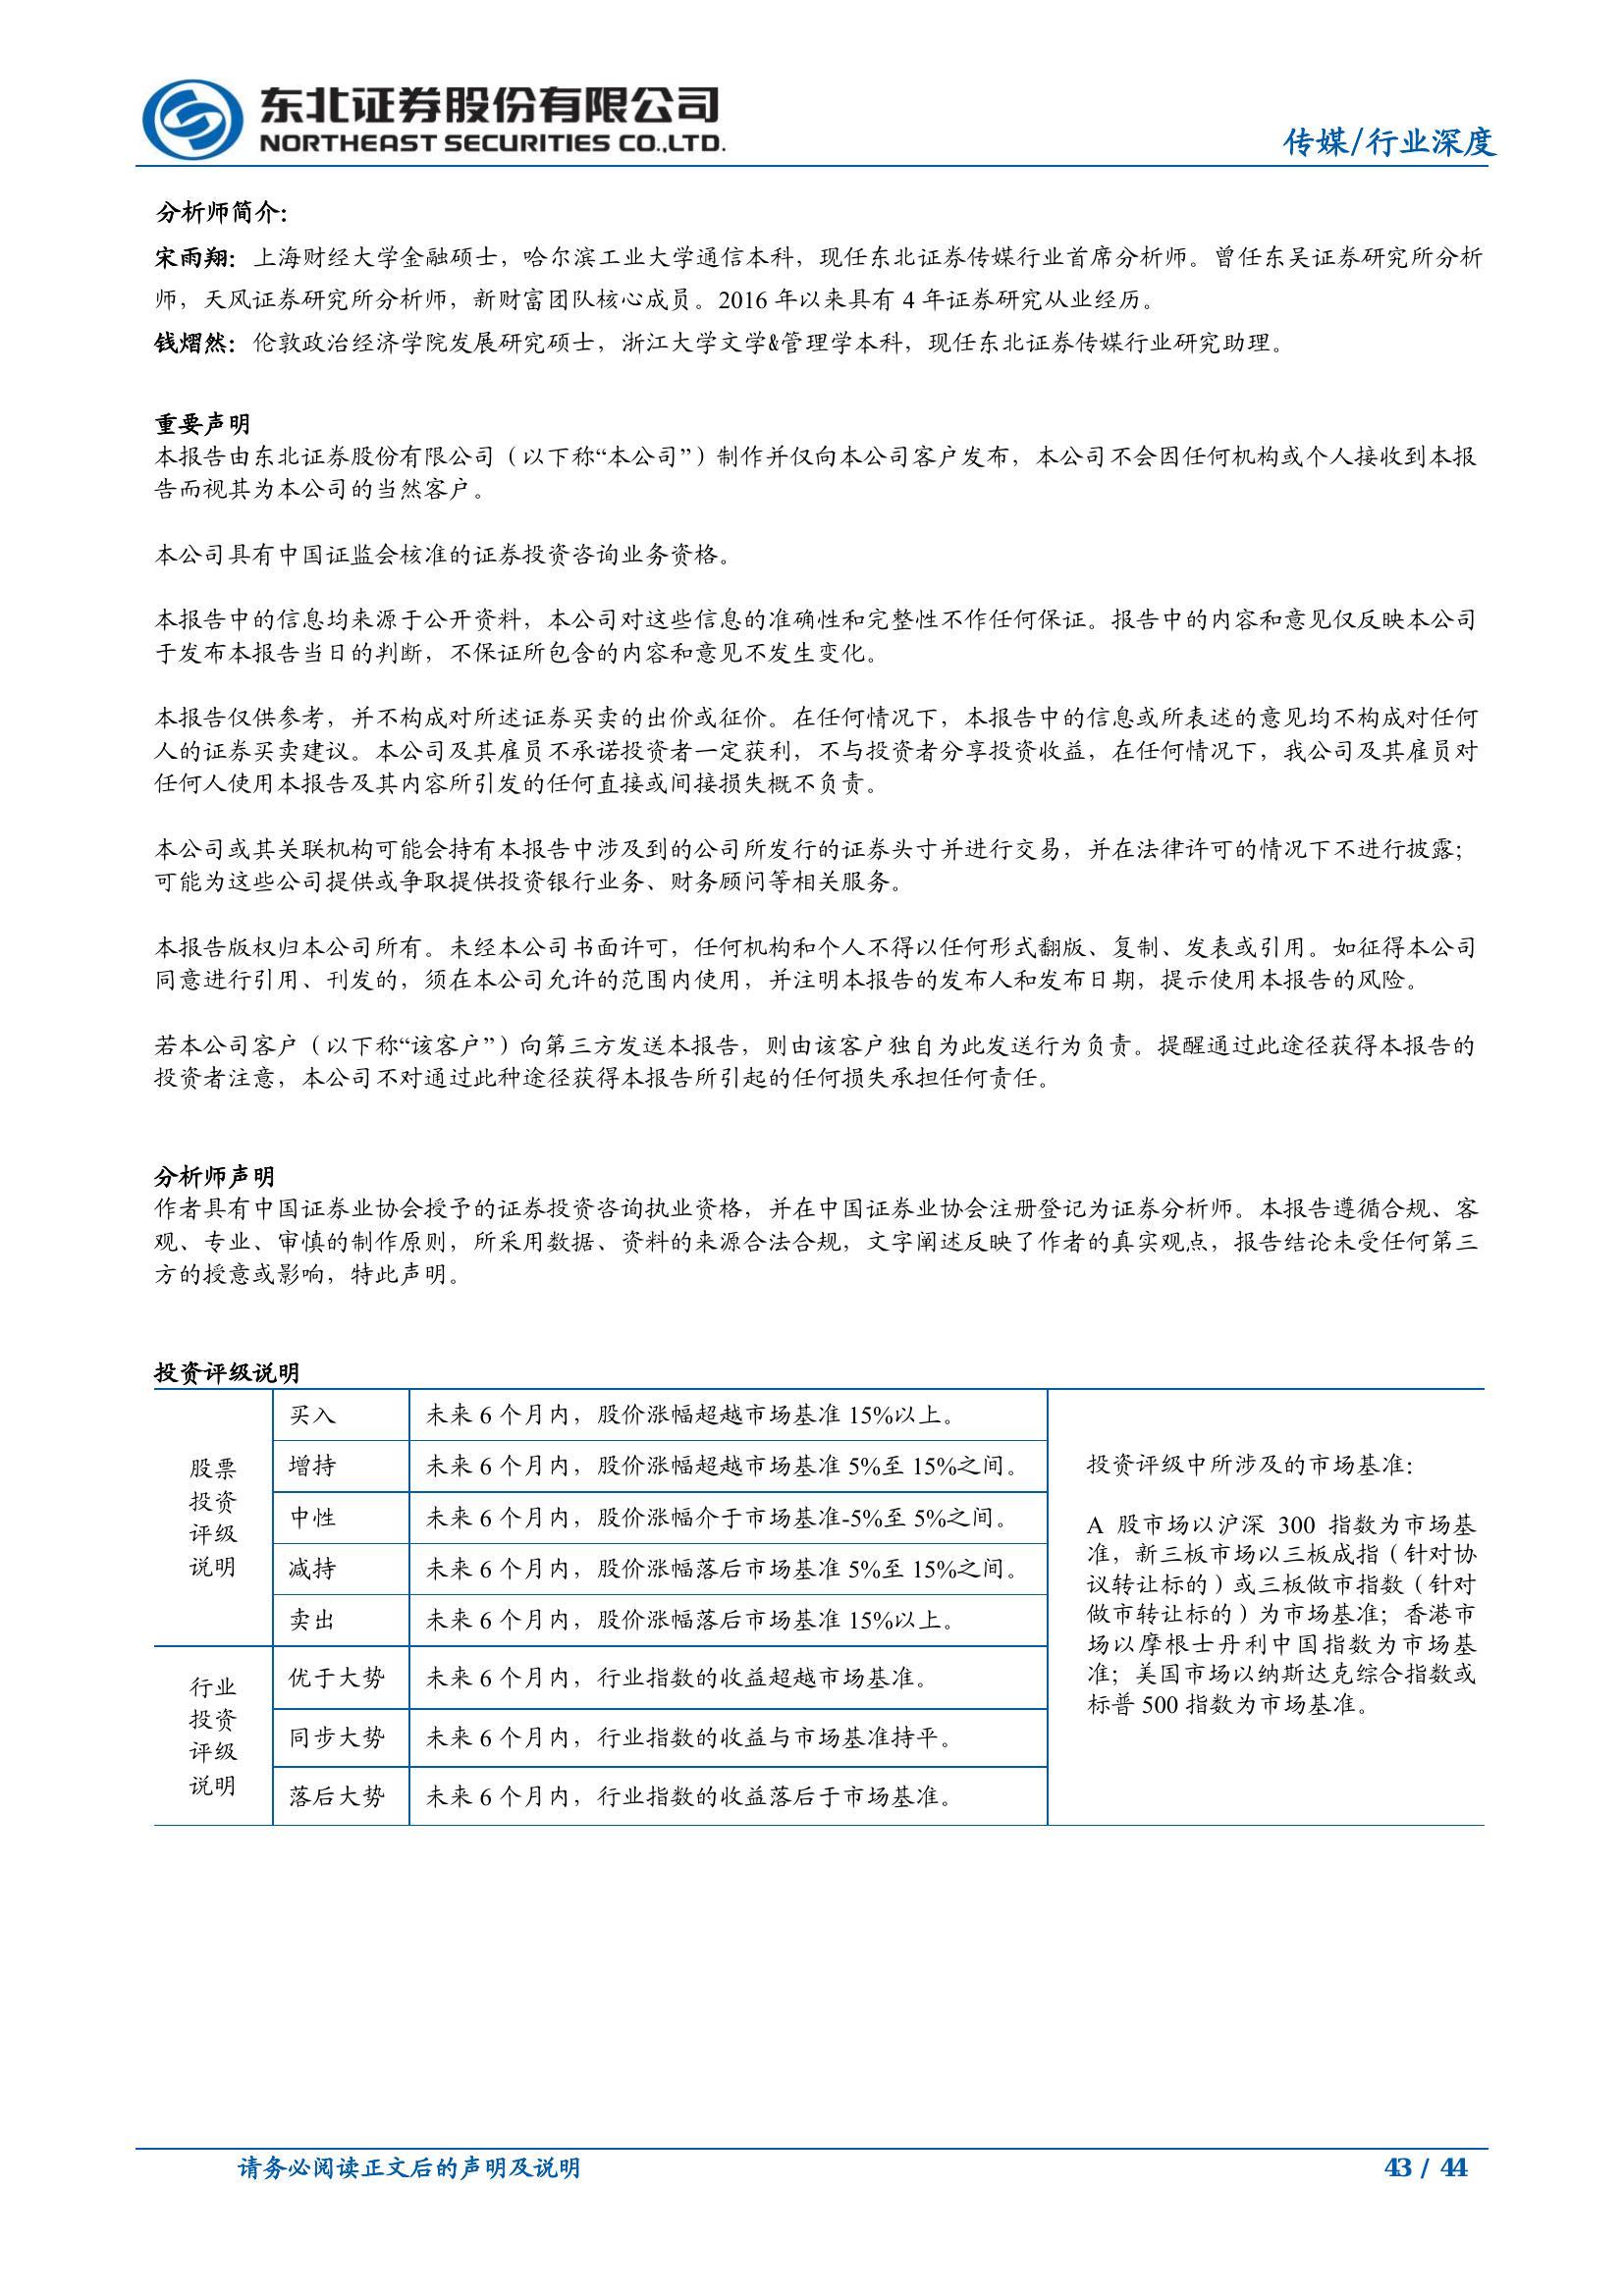 东北证券股份有限公司
NORTHEAST SECURITIES CO.,LTD.
传媒/行业深度
分析师简介:
宋雨翔：上海财经大学金融硕士，哈尔滨工业大学通信本科，现任东北证券传媒行业首席分析师。曾任东吴证券研究所分析
师，天风证券研究所分析师，新财富团队核心成员。2016 年以来具有 4 年证券研究从业经历。
钱熠然：伦敦政治经济学院发展研究硕士，浙江大学文学&管理学本科，现任东北证券传媒行业研究助理。
重要声明
本报告由东北证券股份有限公司（以下称“本公司”）制作并仅向本公司客户发布，本公司不会因任何机构或个人接收到本报
告而视其为本公司的当然客户。
本公司具有中国证监会核准的证券投资咨询业务资格。
本报告中的信息均来源于公开资料，本公司对这些信息的准确性和完整性不作任何保证。报告中的内容和意见仅反映本公司
于发布本报告当日的判断，不保证所包含的内容和意见不发生变化。
本报告仅供参考，并不构成对所述证券买卖的出价或征价。在任何情况下，本报告中的信息或所表述的意见均不构成对任何
人的证券买卖建议。本公司及其雇员不承诺投资者一定获利，不与投资者分享投资收益，在任何情况下，我公司及其雇员对
任何人使用本报告及其内容所引发的任何直接或间接损失概不负责。
本公司或其关联机构可能会持有本报告中涉及到的公司所发行的证券头寸并进行交易，并在法律许可的情况下不进行披露；
可能为这些公司提供或争取提供投资银行业务、财务顾问等相关服务。
本报告版权归本公司所有。未经本公司书面许可，任何机构和个人不得以任何形式翻版、复制、发表或引用。如征得本公司
同意进行引用、刊发的，须在本公司允许的范围内使用，并注明本报告的发布人和发布日期，提示使用本报告的风险。
若本公司客户（以下称“该客户”）向第三方发送本报告，则由该客户独自为此发送行为负责。提醒通过此途径获得本报告的
投资者注意，本公司不对通过此种途径获得本报告所引起的任何损失承担任何责任。
分析师声明
作者具有中国证券业协会授予的证券投资咨询执业资格，并在中国证券业协会注册登记为证券分析师。本报告遵循合规、客
观、专业、审慎的制作原则，所采用数据、资料的来源合法合规，文字阐述反映了作者的真实观点，报告结论未受任何第三
方的授意或影响，特此声明。
投资评级说明
股票
投资
评级
说明
买入
未来 6 个月内，股价涨幅超越市场基准 15%以上。
增持
未来 6 个月内，股价涨幅超越市场基准 5%至 15%之间。
中性
未来 6 个月内，股价涨幅介于市场基准-5%至 5%之间。
减持
未来 6 个月内，股价涨幅落后市场基准 5%至 15%之间。
卖出
未来 6 个月内，股价涨幅落后市场基准 15%以上。
行业
投资
评级
说明
优于大势
未来 6 个月内，行业指数的收益超越市场基准。
同步大势
未来 6 个月内，行业指数的收益与市场基准持平。
落后大势
未来 6 个月内，行业指数的收益落后于市场基准。
投资评级中所涉及的市场基准：
A 股市场以沪深 300 指数为市场基
准，新三板市场以三板成指（针对协
议转让标的）或三板做市指数（针对
做市转让标的）为市场基准；香港市
场以摩根士丹利中国指数为市场基
准；美国市场以纳斯达克综合指数或
标普 500 指数为市场基准。
请务必阅读正文后的声明及说明
43 / 44